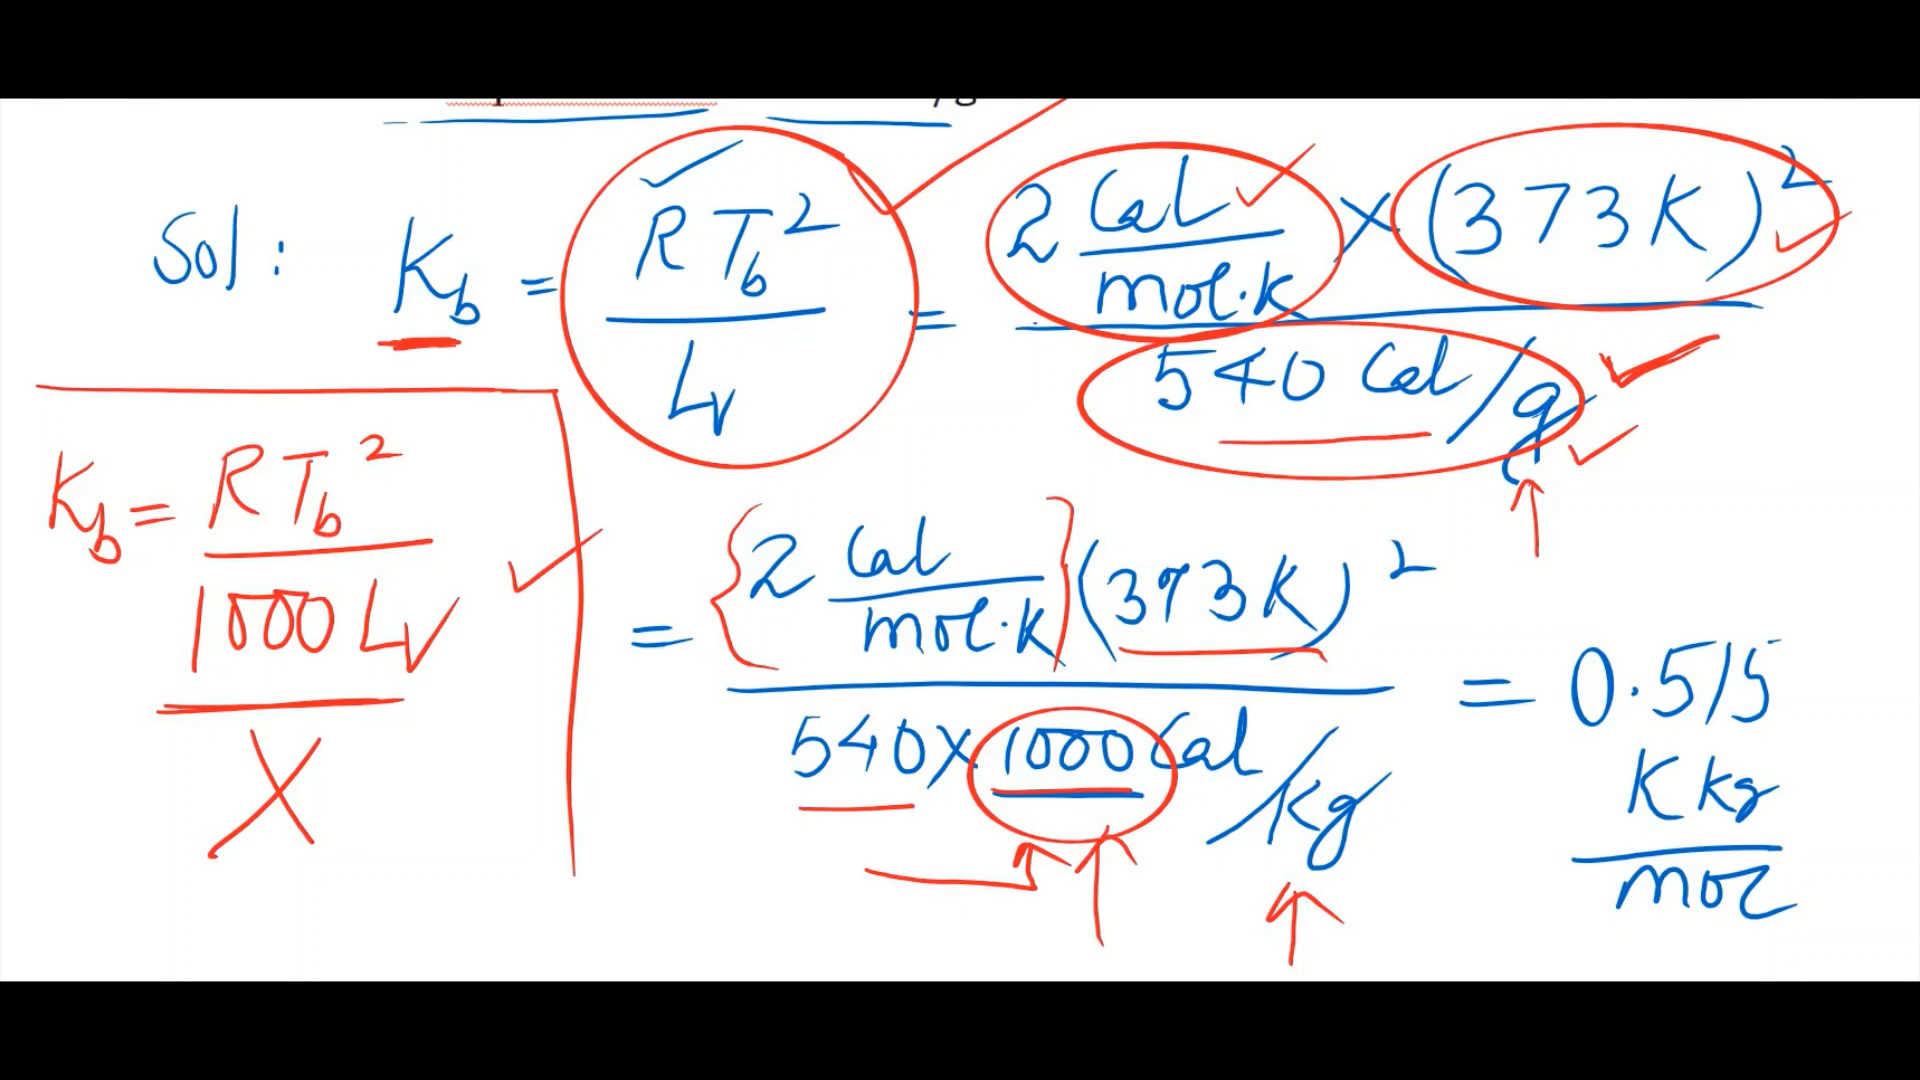 Sol : Kb = RTb² / Lv = 2 Cal / mol·K × (373K)² / 540 Cal/g
= {2 Cal / mol·K} (373K)² / 540 × 1000 Cal/kg = 0.515 K kg / mol
Kb = RTb² / 1000 Lv
X